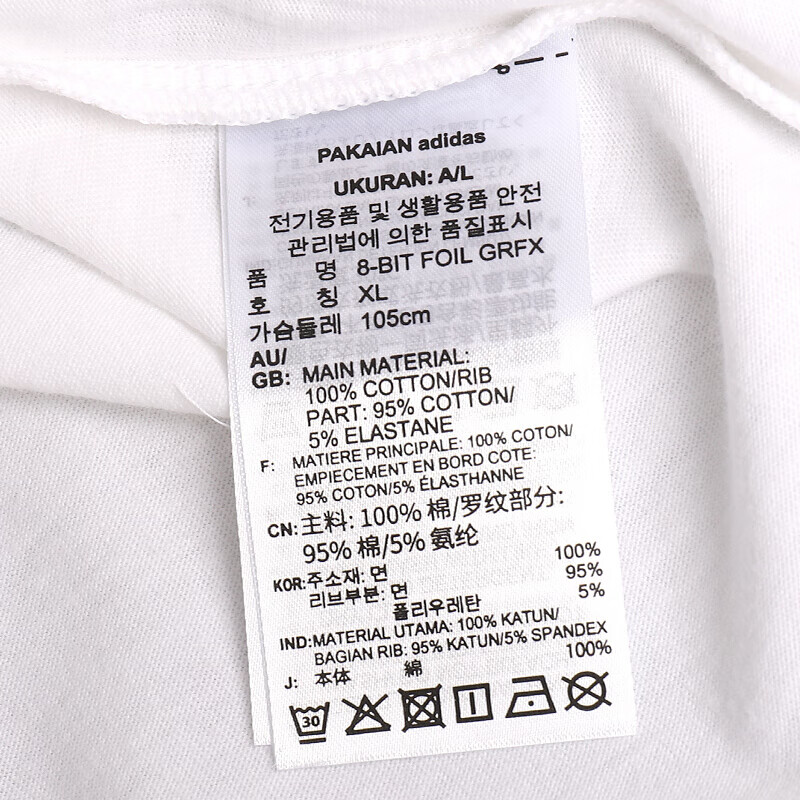 PAKAIAN adidas
UKURAN: A/L
전기용품 및 생활용품 안전
관리법에 의한 품질표시
품 명 8-BIT FOIL GRFX
호 칭 XL
가슴둘레 105cm
AU/
GB: MAIN MATERIAL:
100% COTTON/RIB
PART: 95% COTTON/
5% ELASTANE
F: MATIERE PRINCIPALE: 100% COTON/
EMPIECEMENT EN BORD COTE:
95% COTON/5% ÉLASTHANNE
CN: 主料: 100% 棉/罗纹部分:
95% 棉/5% 氨纶
KOR: 주소재: 면 100%
리브부분: 면 95%
폴리우레탄 5%
IND: MATERIAL UTAMA: 100% KATUN/
BAGIAN RIB: 95% KATUN/5% SPANDEX
J: 本体 綿 100%
30